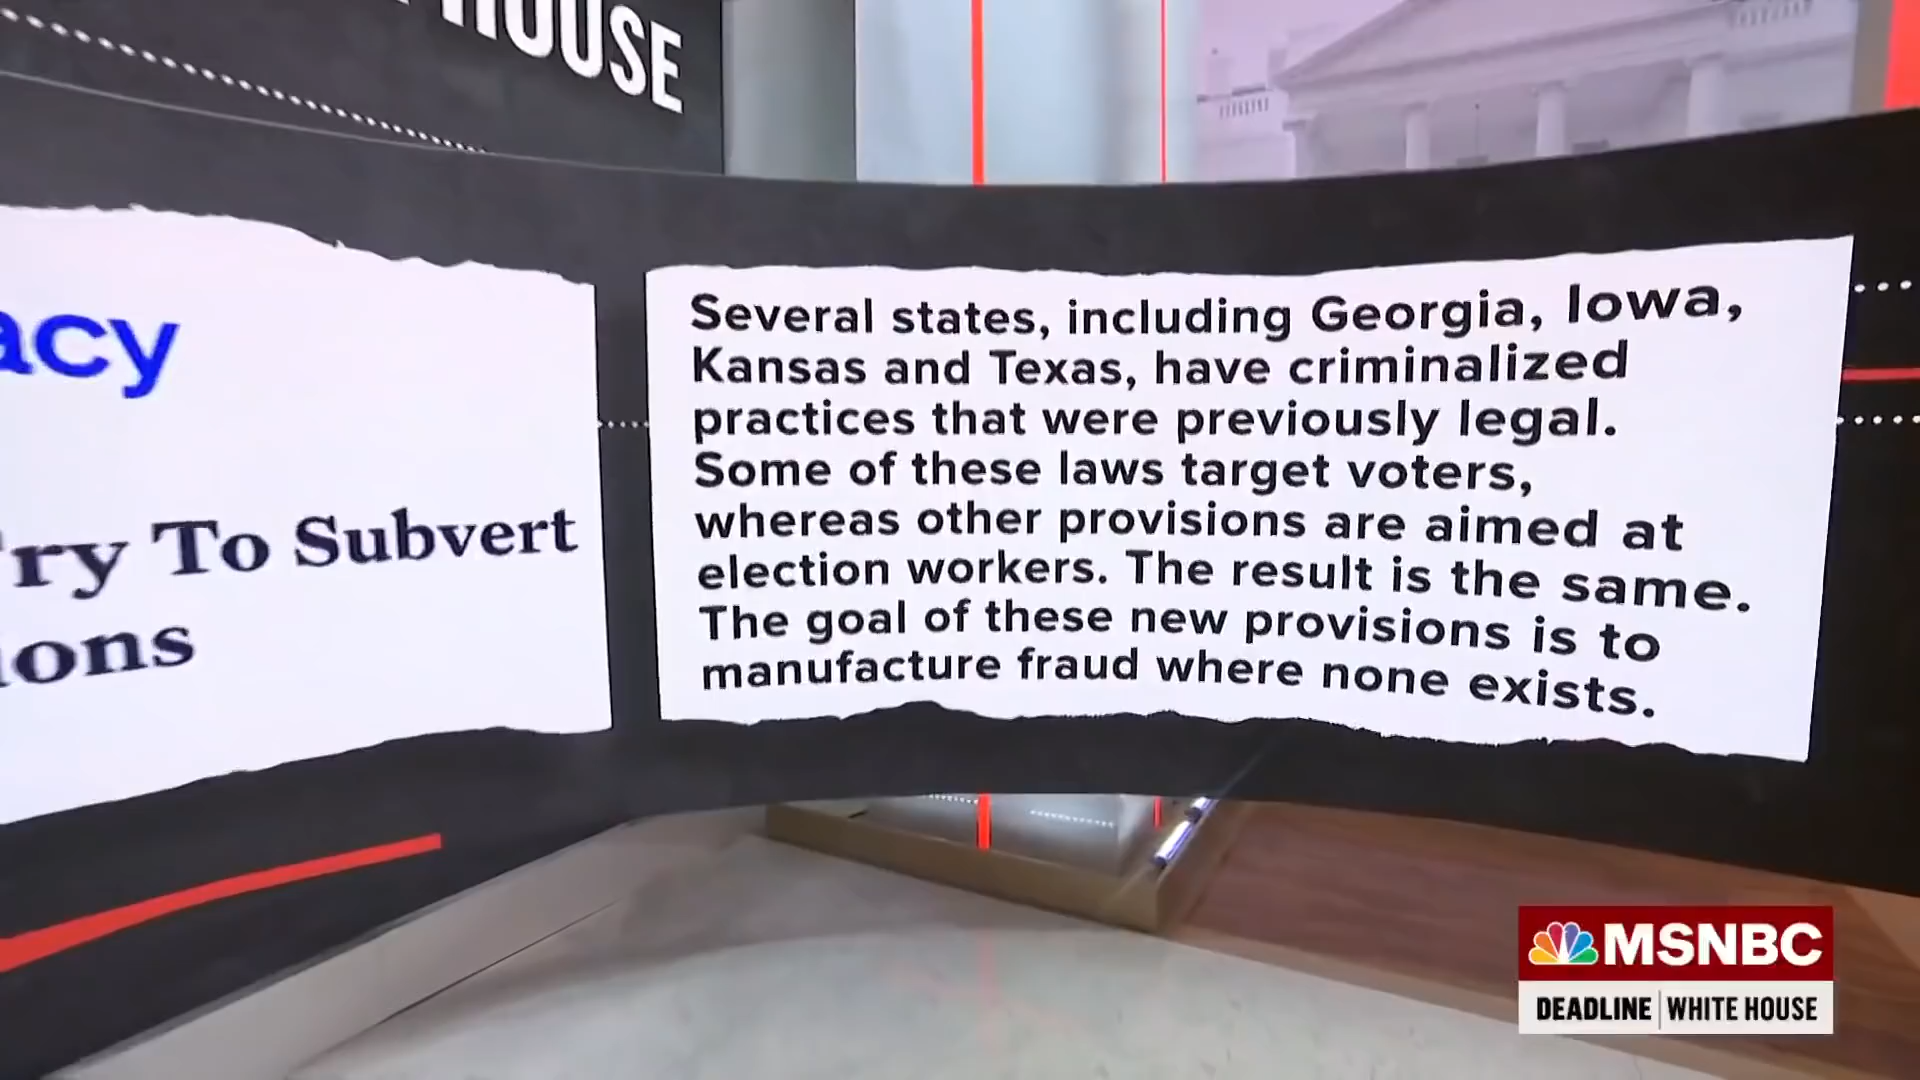 HOUSE
acy
Try To Subvert
ions
Several states, including Georgia, Iowa,
Kansas and Texas, have criminalized
practices that were previously legal.
Some of these laws target voters,
whereas other provisions are aimed at
election workers. The result is the same.
The goal of these new provisions is to
manufacture fraud where none exists.
MSNBC
DEADLINE | WHITE HOUSE